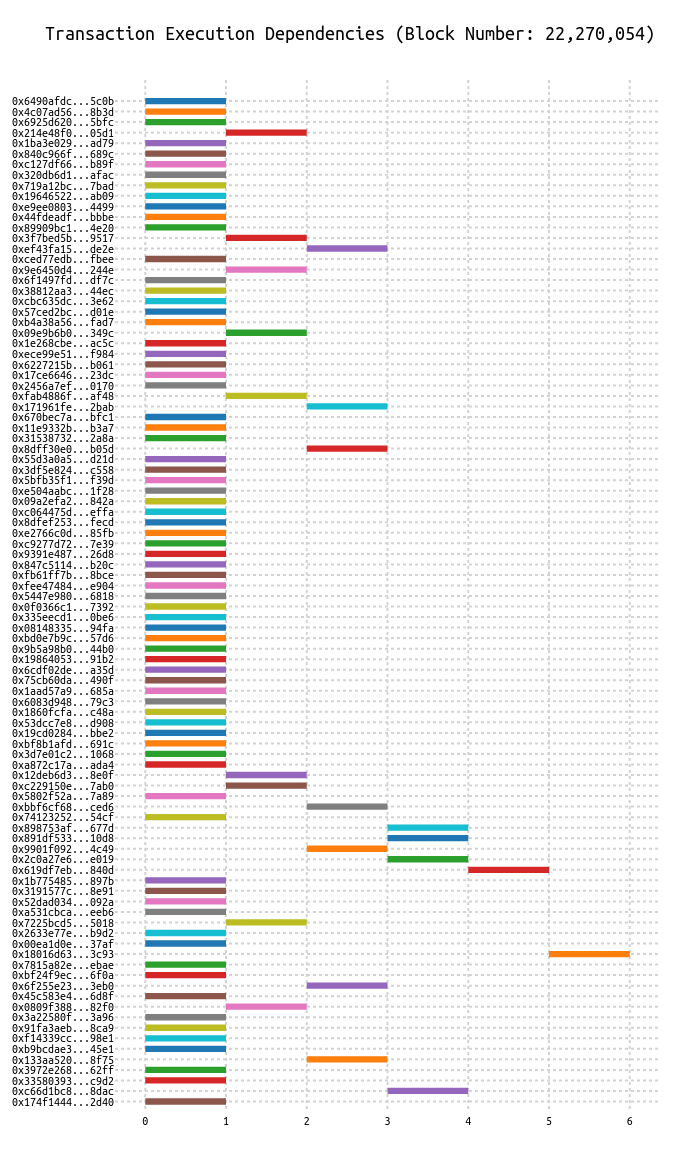 Transaction Execution Dependencies (Block Number: 22,270,054)
0x6490afdc...5c0b
0x4c07ad56...8b3d
0x6925d620...5bfc
0x214e48f0...05d1
0x1ba3e029...ad79
0x840c966f...689c
0xc127df66...b89f
0x320db6d1...afac
0x719a12bc...7bad
0x19646522...ab09
0xe9ee0803...4499
0x44fdeadf...bbbe
0x89909bc1...4e20
0x3f7bed5b...9517
0xef43fa15...de2e
0xced77edb...fbee
0x9e6450d4...244e
0x6f1497fd...df7c
0x38812aa3...44ec
0xcbc635dc...3e62
0x57ced2bc...d01e
0xb4a38a56...fad7
0x09e9b6b0...349c
0x1e268cbe...ac5c
0xece99e51...f984
0x6227215b...b061
0x17ce6646...23dc
0x2456a7ef...0170
0xfab4886f...af48
0x171961fe...2bab
0x670bec7a...bfc1
0x11e9332b...b3a7
0x31538732...2a8a
0x8dff30e0...b05d
0x55d3a0a5...d21d
0x3df5e824...c558
0x5bfb35f1...f39d
0xe504aabc...1f28
0x09a2efa2...842a
0xc064475d...effa
0x8dfef253...fecd
0xe2766c0d...85fb
0xc9277d72...7e39
0x9391e487...26d8
0x847c5114...b20c
0xfb61ff7b...8bce
0xfee47484...e904
0x5447e980...6818
0x0f0366c1...7392
0x335eecd1...0be6
0x08148335...94fa
0xbd0e7b9c...57d6
0x9b5a98b0...44b0
0x19864053...91b2
0x6cdf02de...a35d
0x75cb60da...490f
0x1aad57a9...685a
0x6083d948...79c3
0x1860fcfa...c48a
0x53dcc7e8...d908
0x19cd0284...bbe2
0xbf8b1afd...691c
0x3d7e01c2...1068
0xa872c17a...ada4
0x12deb6d3...8e0f
0xc229150e...7ab0
0x5802f52a...7a89
0xbbf6cf68...ced6
0x74123252...54cf
0x898753af...677d
0x891df533...10d8
0x9901f092...4c49
0x2c0a27e6...e019
0x619df7eb...840d
0x1b775485...897b
0x3191577c...8e91
0x52dad034...092a
0xa531cbca...eeb6
0x7225bcd5...5018
0x2633e77e...b9d2
0x00ea1d0e...37af
0x18016d63...3c93
0x7815a82e...ebae
0xbf24f9ec...6f0a
0x6f255e23...3eb0
0x45c583e4...6d8f
0x0809f388...82f0
0x3a22580f...3a96
0x91fa3aeb...8ca9
0xf14339cc...98e1
0xb9bcdae3...45e1
0x133aa520...8f75
0x3972e268...62ff
0x33580393...c9d2
0xc66d1bc8...8dac
0x174f1444...2d40
0 1 2 3 4 5 6